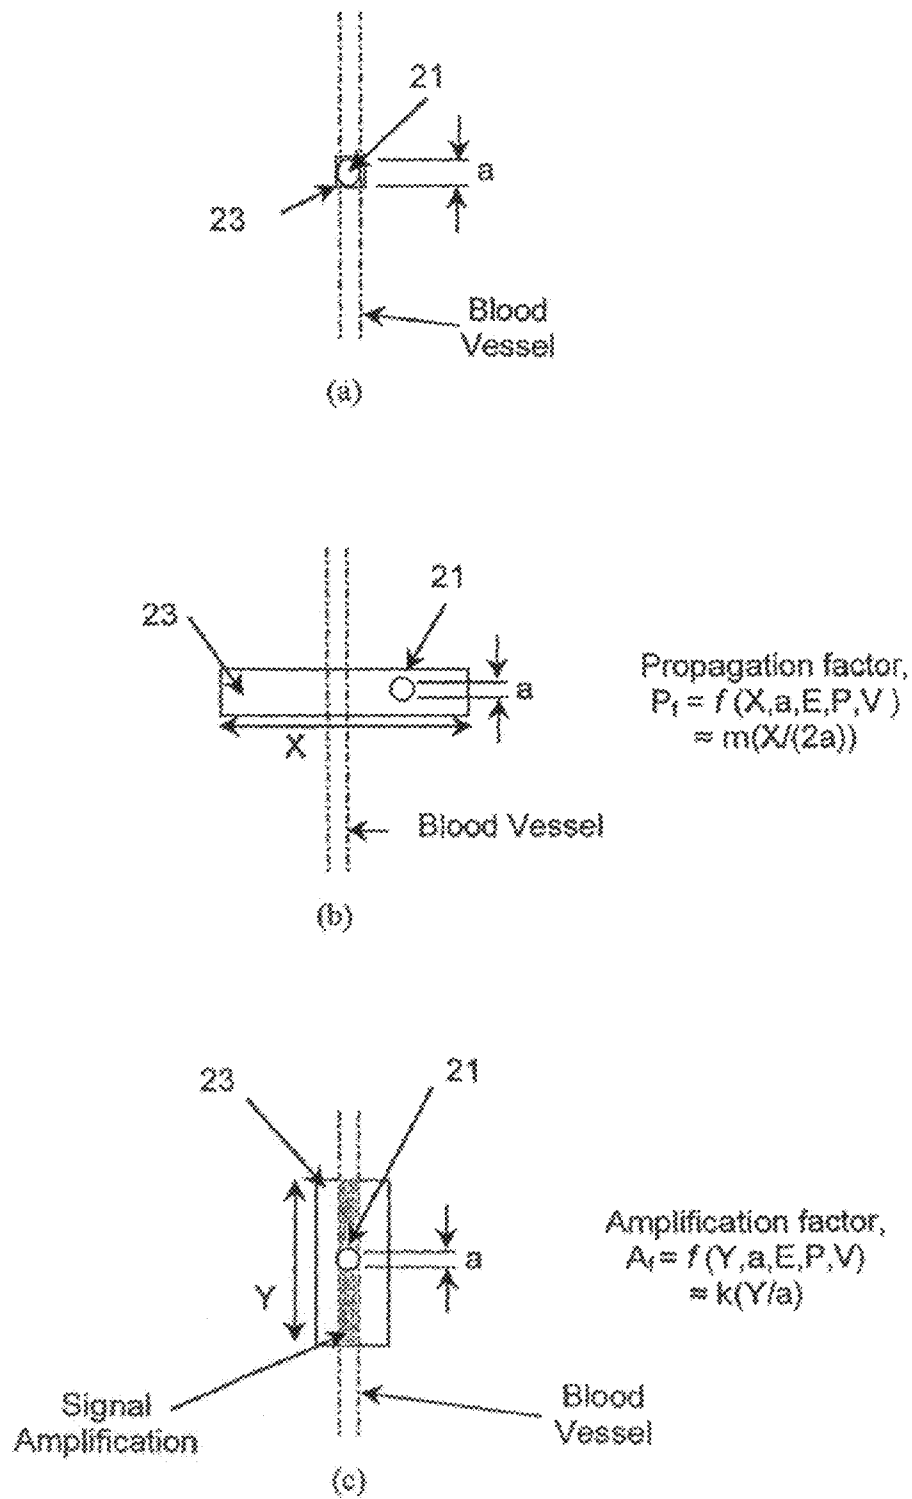 21
a
23
Blood
Vessel
(a)
21
23
a
X
Propagation factor,
Pf = f (X,a,E,P,V )
= m(X/(2a))
Blood Vessel
(b)
21
23
a
Y
Amplification factor,
Af = f (Y,a,E,P,V)
= k(Y/a)
Signal
Amplification
Blood
Vessel
(c)